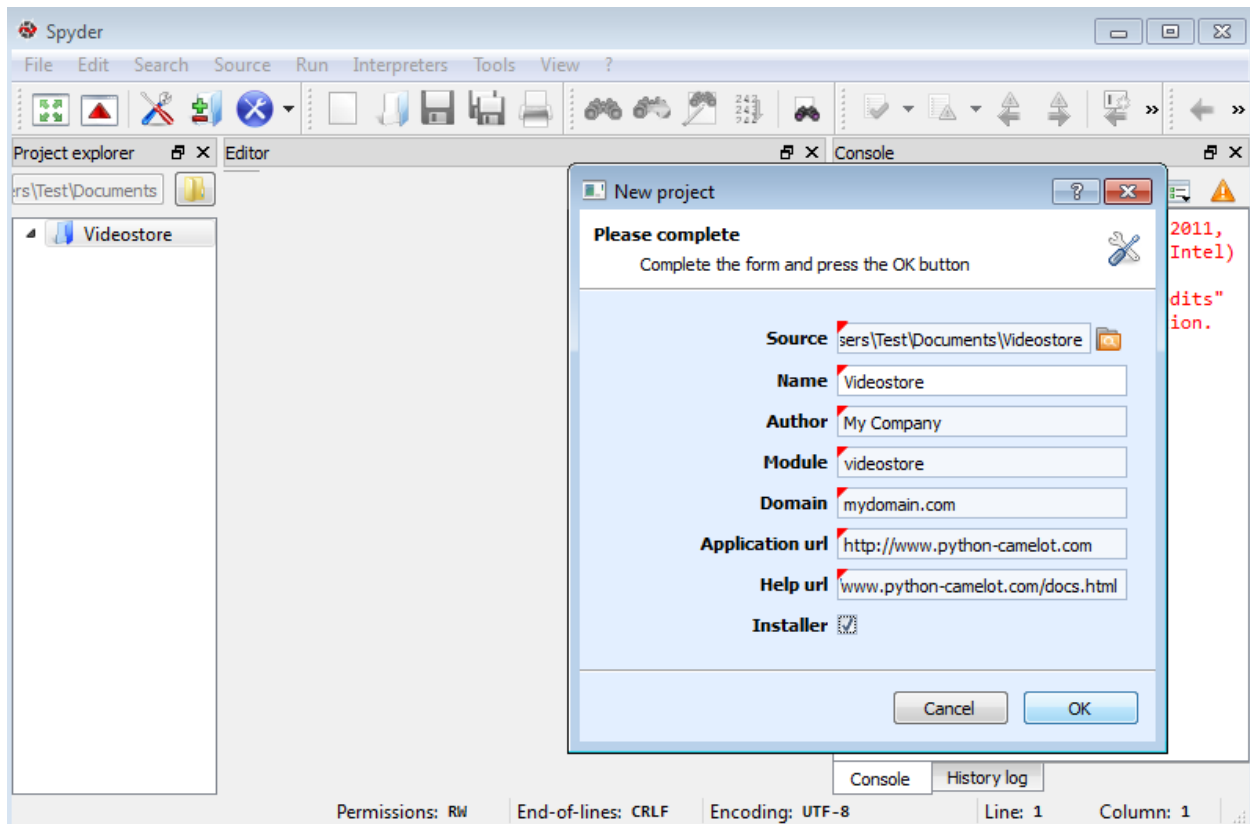 Spyder
File Edit Search Source Run Interpreters Tools View ?
Project explorer
Editor
Console
rs\Test\Documents
Videostore
2011,
Intel)
dits"
ion.
New project
Please complete
Complete the form and press the OK button
Source sers\Test\Documents\Videostore
Name Videostore
Author My Company
Module videostore
Domain mydomain.com
Application url http://www.python-camelot.com
Help url www.python-camelot.com/docs.html
Installer
Cancel OK
Console History log
Permissions: RW End-of-lines: CRLF Encoding: UTF-8 Line: 1 Column: 1